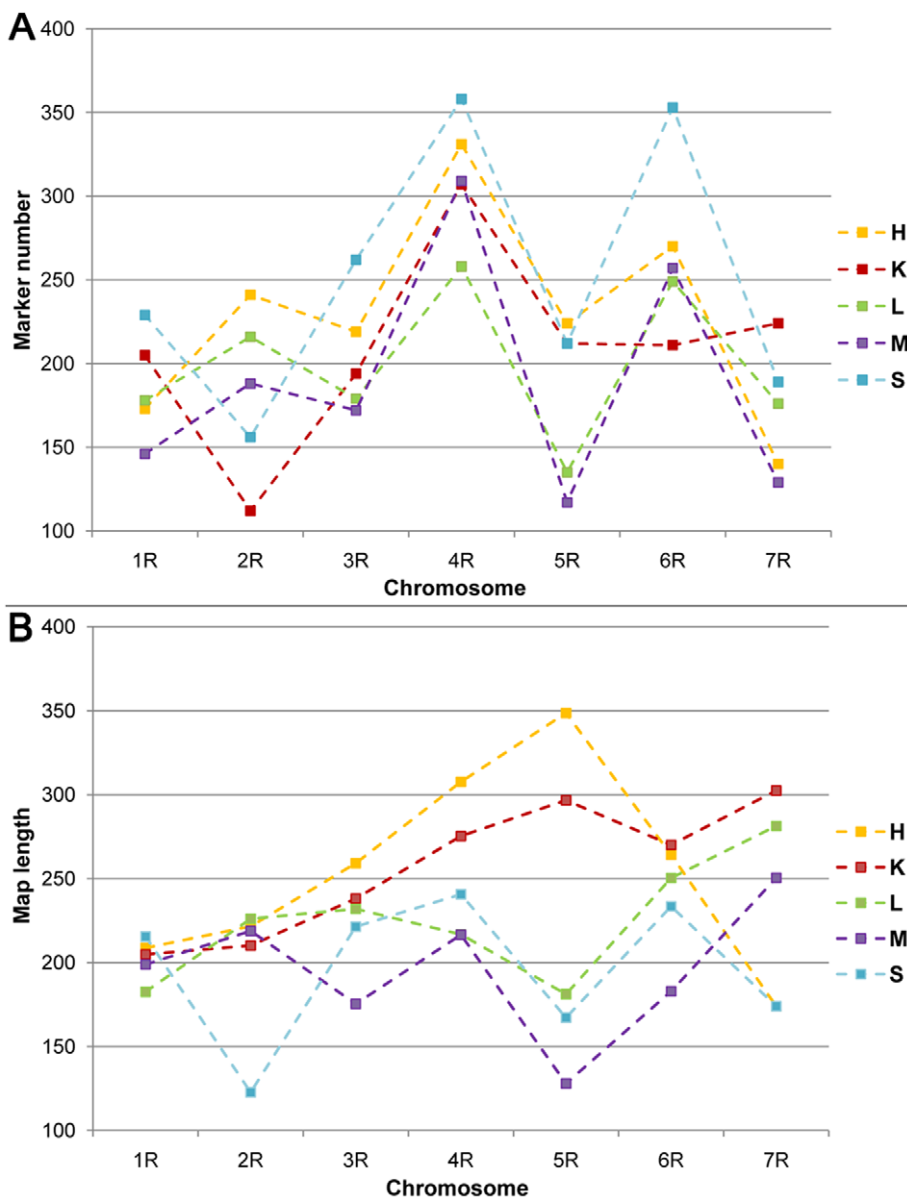 A
400
350
300
250
200
150
100
Marker number
1R 2R 3R 4R 5R 6R 7R
Chromosome
H
K
L
M
S
B
400
350
300
250
200
150
100
Map length
1R 2R 3R 4R 5R 6R 7R
Chromosome
H
K
L
M
S